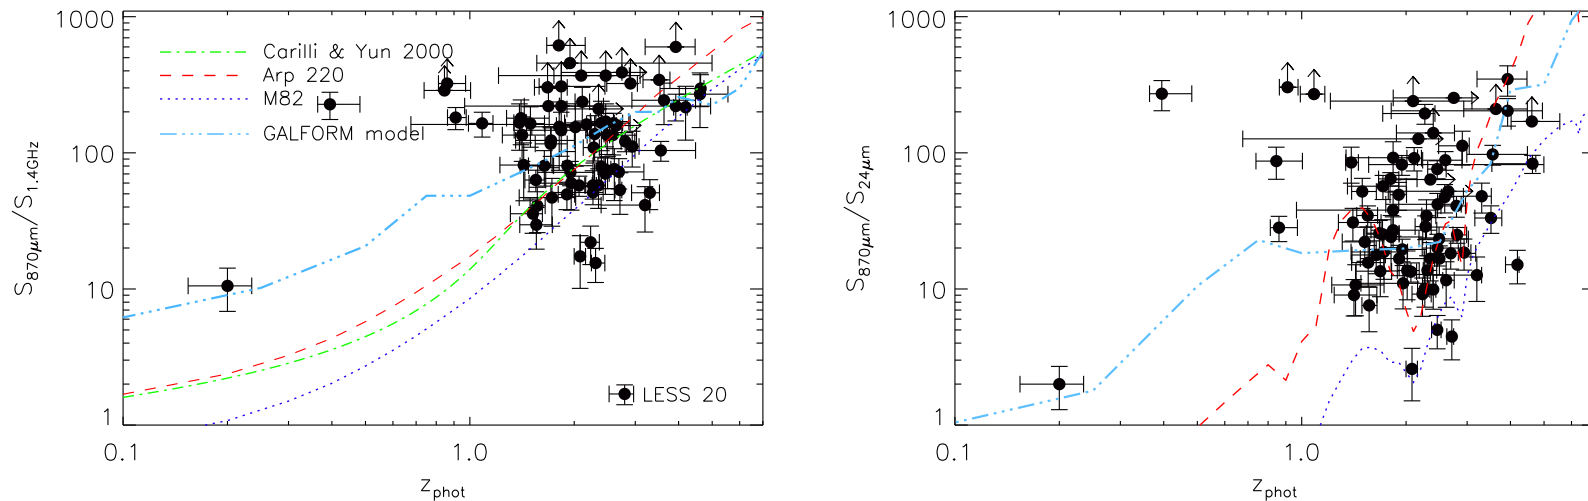 1000
100
10
1
S870μm/S1.4GHz
Carilli & Yun 2000
Arp 220
M82
GALFORM model
LESS 20
0.1
1.0
zphot
1000
100
10
1
S870μm/S24μm
0.1
1.0
zphot